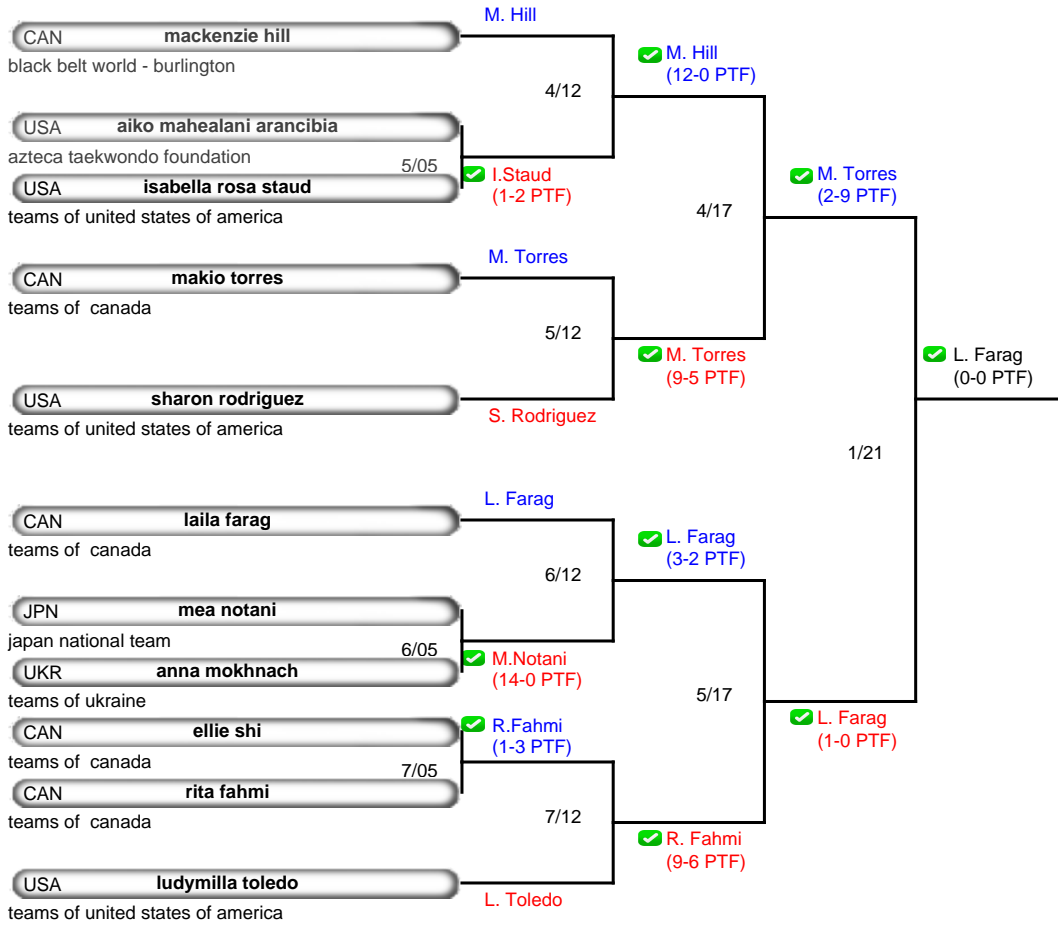 M. Hill
CAN mackenzie hill
black belt world - burlington
M. Hill
(12-0 PTF)
4/12
USA aiko mahealani arancibia
azteca taekwondo foundation
5/05
I.Staud
(1-2 PTF)
USA isabella rosa staud
teams of united states of america
M. Torres
(2-9 PTF)
4/17
M. Torres
CAN makio torres
teams of  canada
5/12
M. Torres
(9-5 PTF)
L. Farag
(0-0 PTF)
USA sharon rodriguez
teams of united states of america
S. Rodriguez
1/21
L. Farag
CAN laila farag
teams of  canada
L. Farag
(3-2 PTF)
6/12
JPN mea notani
japan national team
6/05
M.Notani
(14-0 PTF)
UKR anna mokhnach
teams of ukraine
5/17
L. Farag
(1-0 PTF)
CAN ellie shi
teams of  canada
R.Fahmi
(1-3 PTF)
7/05
CAN rita fahmi
teams of  canada
7/12
R. Fahmi
(9-6 PTF)
USA ludymilla toledo
teams of united states of america
L. Toledo